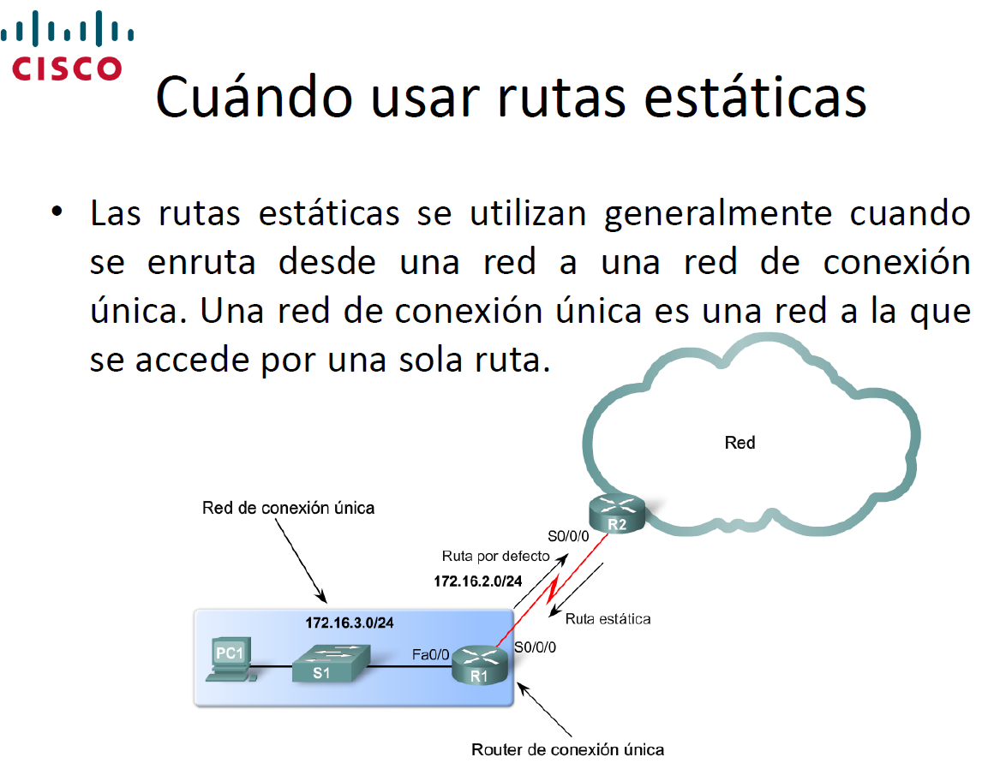 CISCO
Cuándo usar rutas estáticas
• Las rutas estáticas se utilizan generalmente cuando
se enruta desde una red a una red de conexión
única. Una red de conexión única es una red a la que
se accede por una sola ruta.
Red
Red de conexión única
R2
S0/0/0
Ruta por defecto
172.16.2.0/24
Ruta estática
172.16.3.0/24
PC1
S1
Fa0/0
S0/0/0
R1
Router de conexión única